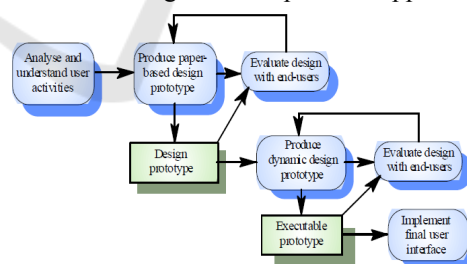 Analyse and
understand user
activities
Produce paper-
based design
prototype
Evaluate design
with end-users
Design
prototype
Produce
dynamic design
prototype
Evaluate design
with end-users
Executable
prototype
Implement
final user
interface